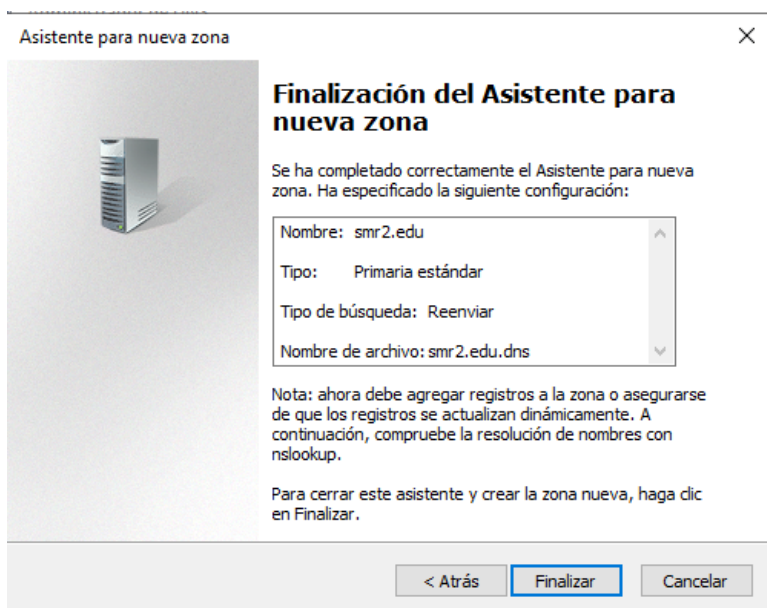 Asistente para nueva zona
Finalización del Asistente para
nueva zona
Se ha completado correctamente el Asistente para nueva
zona. Ha especificado la siguiente configuración:
Nombre: smr2.edu
Tipo: Primaria estándar
Tipo de búsqueda: Reenviar
Nombre de archivo: smr2.edu.dns
Nota: ahora debe agregar registros a la zona o asegurarse
de que los registros se actualizan dinámicamente. A
continuación, compruebe la resolución de nombres con
nslookup.
Para cerrar este asistente y crear la zona nueva, haga clic
en Finalizar.
< Atrás Finalizar Cancelar